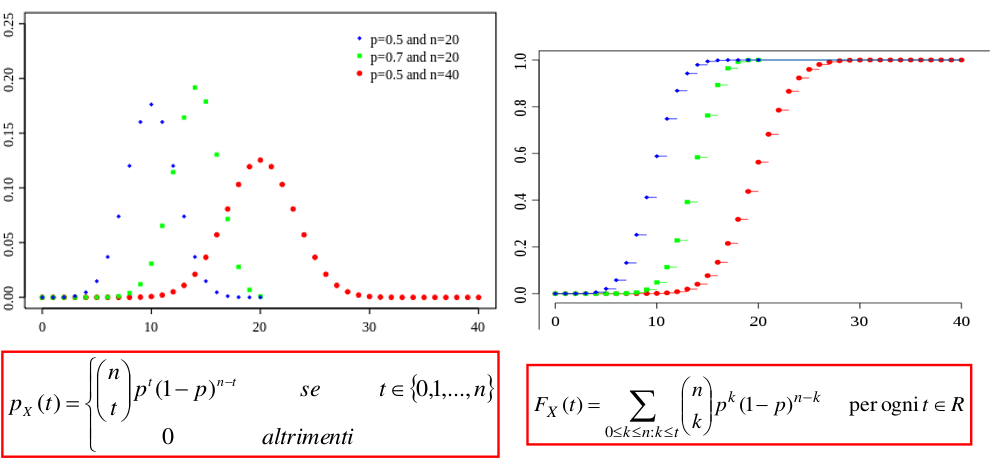 p=0.5 and n=20
p=0.7 and n=20
p=0.5 and n=40
0.25
0.20
0.15
0.10
0.05
0.00
0 10 20 30 40
1.0
0.8
0.6
0.4
0.2
0.0
0 10 20 30 40
p_X (t) = { (n t) p^t (1 − p)^{n−t} se t ∈ {0,1,...,n}
0 altrimenti
F_X (t) = ∑_{0≤k≤n:k≤t} (n k) p^k (1 − p)^{n−k} per ogni t ∈ R